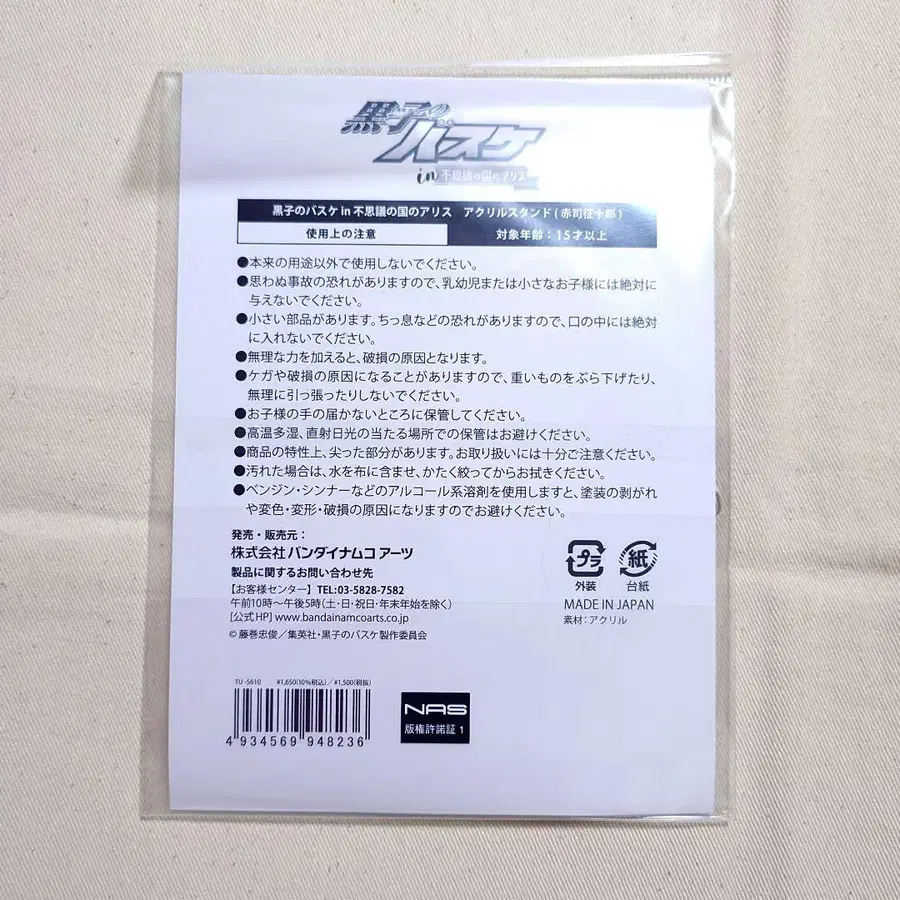 黒子の
バスケ
in 不思議の国のアリス
黒子のバスケ in 不思議の国のアリス アクリルスタンド ( 赤司征十郎 )
使用上の注意 対象年齢：15才以上
●本来の用途以外で使用しないでください。
●思わぬ事故の恐れがありますので、乳幼児または小さなお子様には絶対に
与えないでください。
●小さい部品があります。ちっ息などの恐れがありますので、口の中には絶対
に入れないでください。
●無理な力を加えると、破損の原因となります。
●ケガや破損の原因になることがありますので、重いものをぶら下げたり、
無理に引っ張ったりしないでください。
●お子様の手の届かないところに保管してください。
●高温多湿、直射日光の当たる場所での保管はお避けください。
●商品の特性上、尖った部分があります。お取り扱いには十分ご注意ください。
●汚れた場合は、水を布に含ませ、かたく絞ってからお拭きください。
●ベンジン・シンナーなどのアルコール系溶剤を使用しますと、塗装の剥がれ
や変色・変形・破損の原因になりますのでお避けください。
発売・販売元：
株式会社 バンダイナムコ アーツ
製品に関するお問い合わせ先
【お客様センター】 TEL:03-5828-7582
午前10時〜午後5時(土・日・祝日・年末年始を除く)
[公式HP] www.bandainamcoarts.co.jp
© 藤巻忠俊／集英社・黒子のバスケ製作委員会
プラ 紙
外装 台紙
MADE IN JAPAN
素材：アクリル
TU-5610 ¥1,650(10%税込)／¥1,500(税抜)
4 934569 948236
NAS
版権許諾証 1